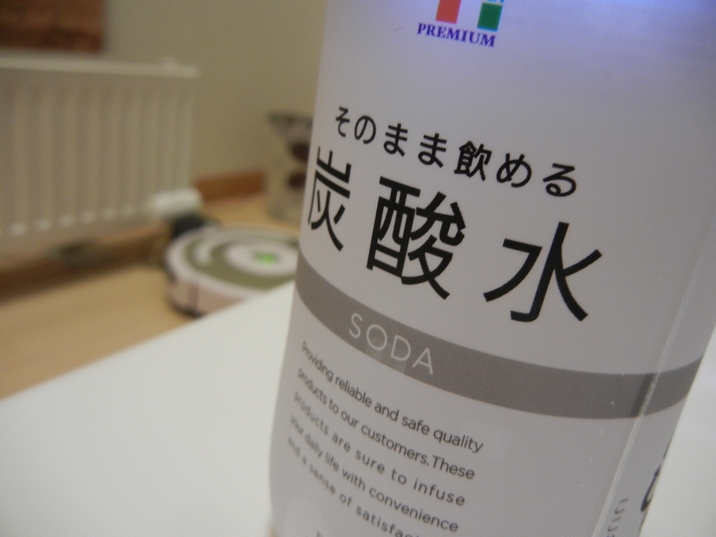 PREMIUM
そのまま飲める
炭酸水
SODA
Providing reliable and safe quality
products to our customers. These
products are sure to infuse
your daily life with convenience
and a sense of